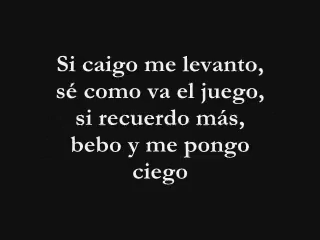 Si caigo me levanto,
sé como va el juego,
si recuerdo más,
bebo y me pongo
ciego